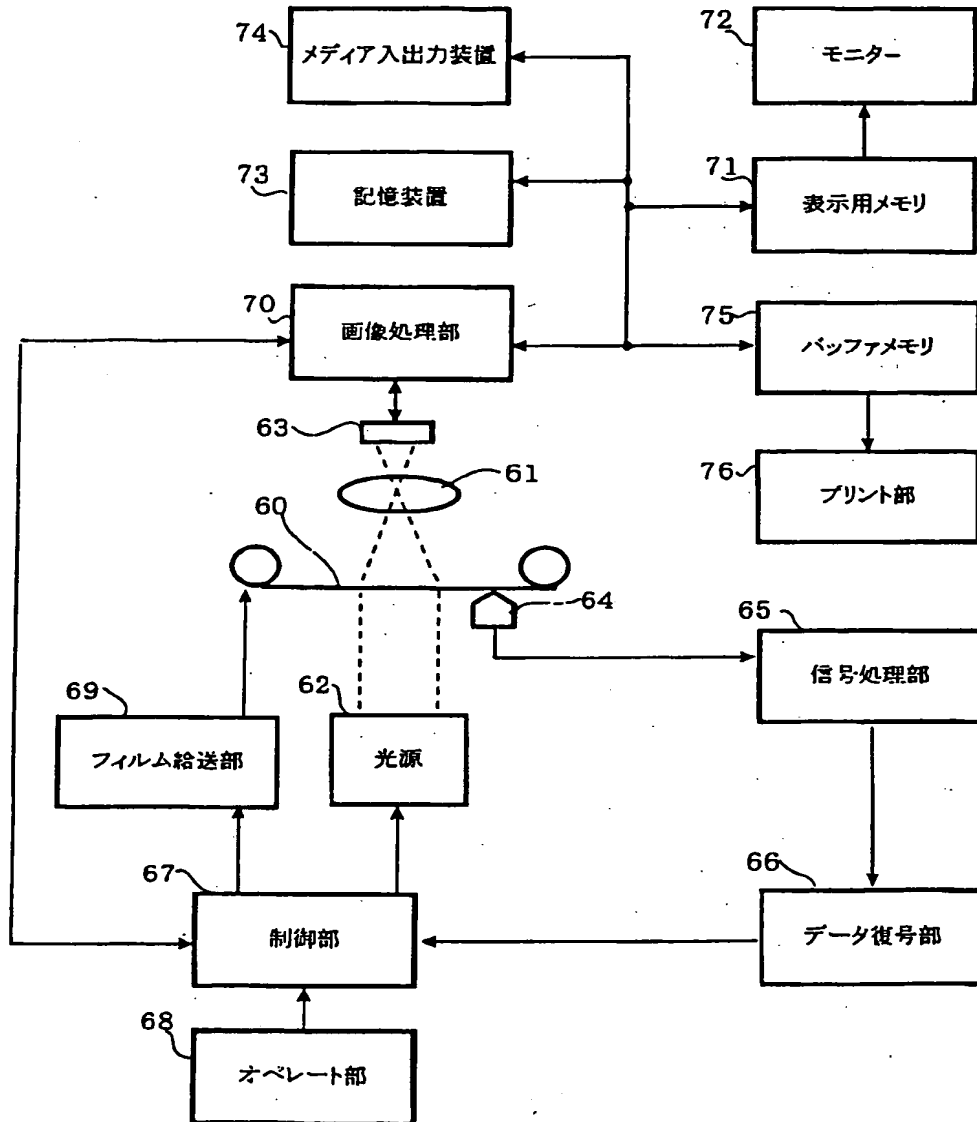 74
メディア入出力装置
72
モニター
73
記憶装置
71
表示用メモリ
70
画像処理部
75
バッファメモリ
63
61
76
プリント部
60
64
65
信号処理部
69
フィルム給送部
62
光源
67
制御部
66
データ復号部
68
オペレート部